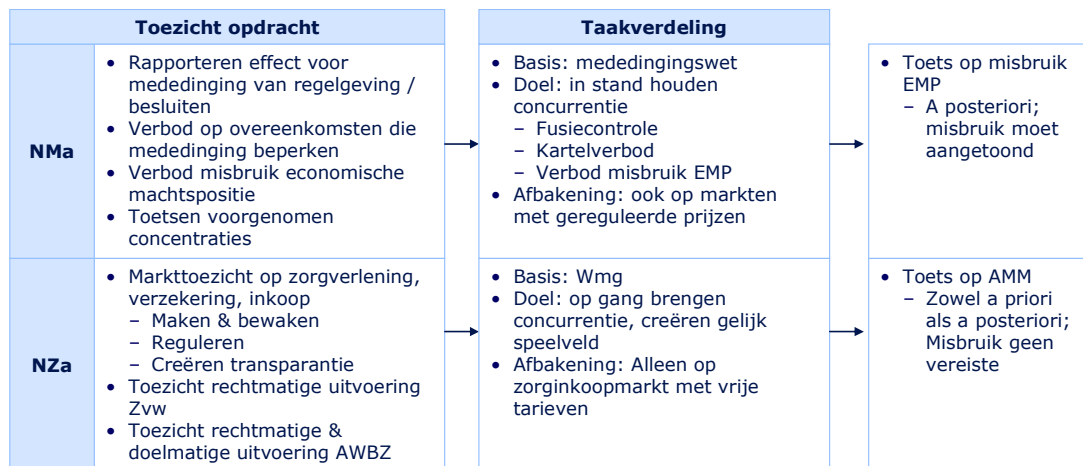 Toezicht opdracht
Taakverdeling
NMa
• Rapporteren effect voor
mededinging van regelgeving /
besluiten
• Verbod op overeenkomsten die
mededing beperken
• Verbod misbruik economische
machtspositie
• Toetsen voorgenomen
concentraties
• Basis: mededingingswet
• Doel: in stand houden
concurrentie
– Fusiecontrole
– Kartelverbod
– Verbod misbruik EMP
• Afbakening: ook op markten
met gereguleerde prijzen
• Toets op misbruik
EMP
– A posteriori;
misbruik moet
aangetoond
NZa
• Markttoezicht op zorgverlening,
verzekering, inkoop
– Maken & bewaken
– Reguleren
– Creëren transparantie
• Toezicht rechtmatige uitvoering
Zvw
• Toezicht rechtmatige &
doelmatige uitvoering AWBZ
• Basis: Wmg
• Doel: op gang brengen
concurrentie, creëren gelijk
speelveld
• Afbakening: Alleen op
zorginkoopmarkt met vrije
tarieven
• Toets op AMM
– Zowel a priori
als a posteriori;
Misbruik geen
vereiste